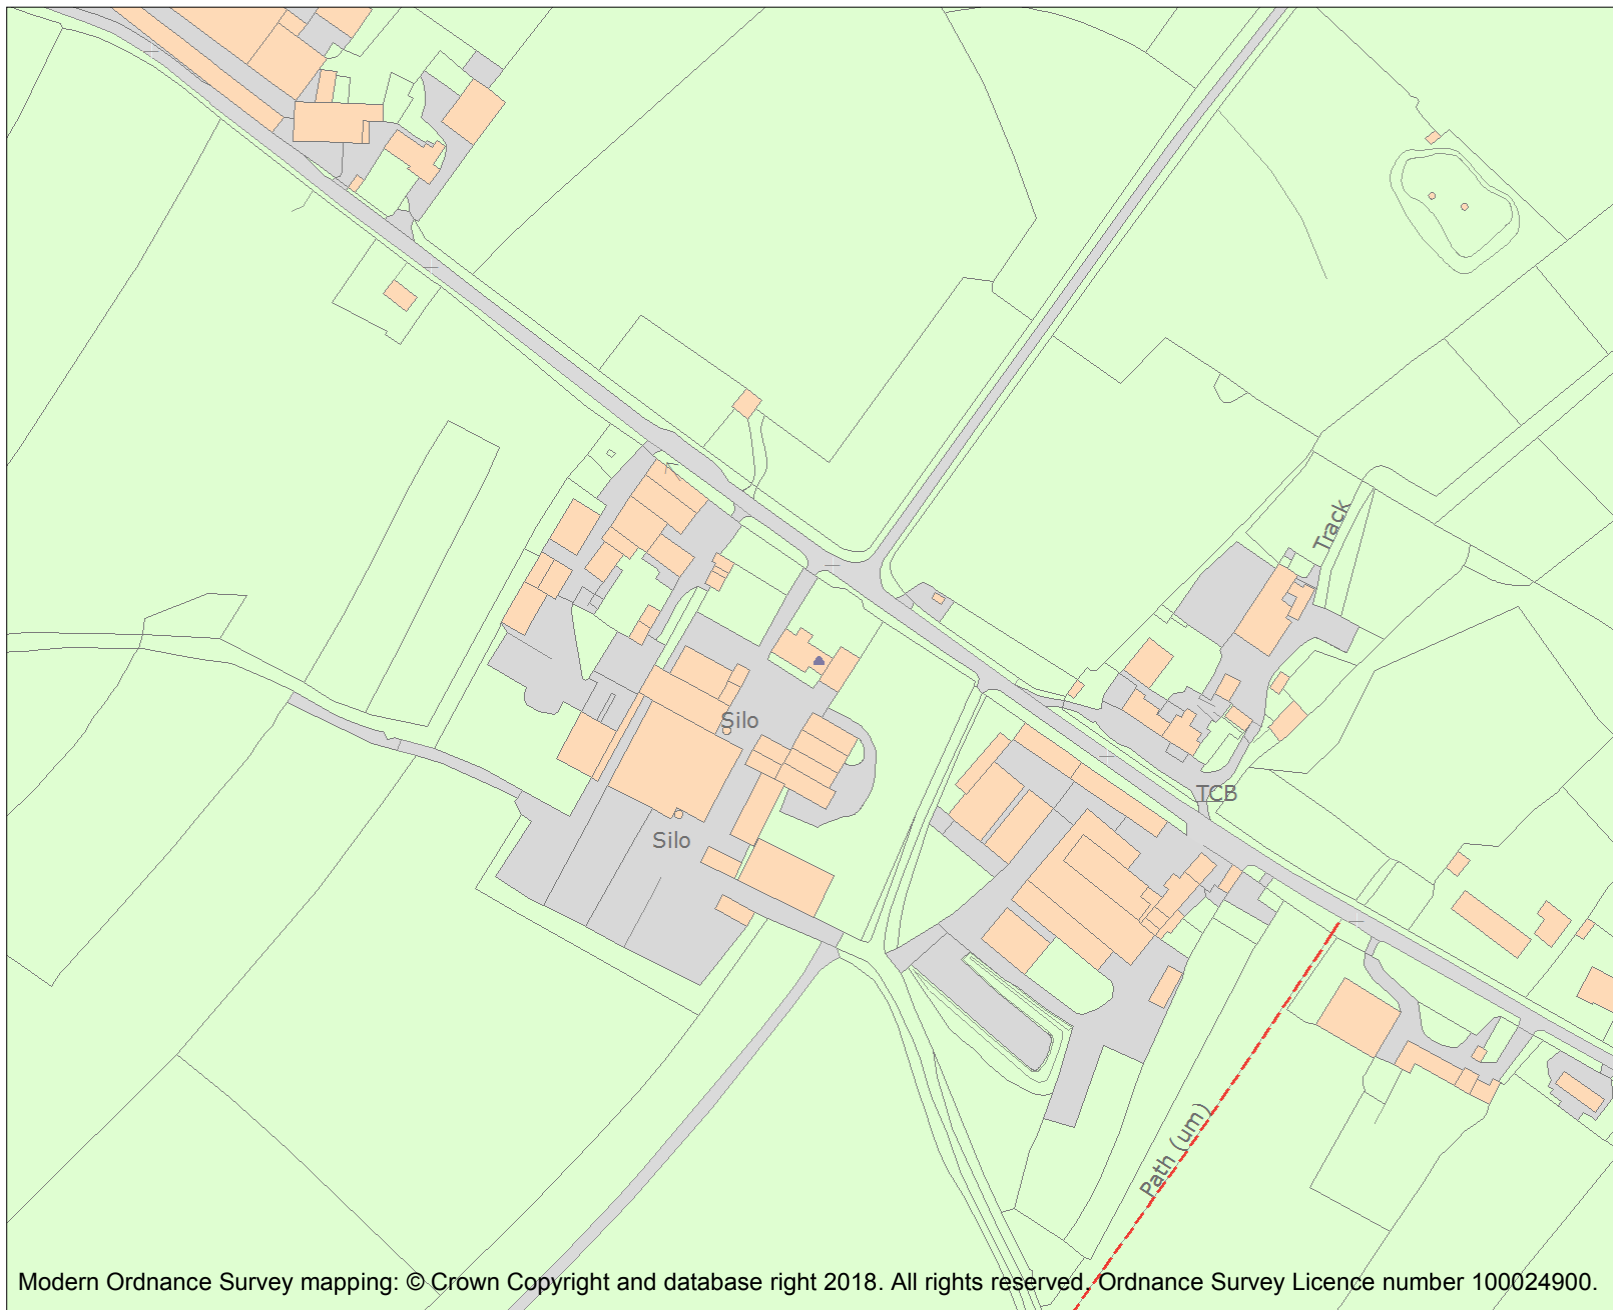 Track
Silo
TCB
Silo
Path (um)
Modern Ordnance Survey mapping: © Crown Copyright and database right 2018. All rights reserved. Ordnance Survey Licence number 100024900.